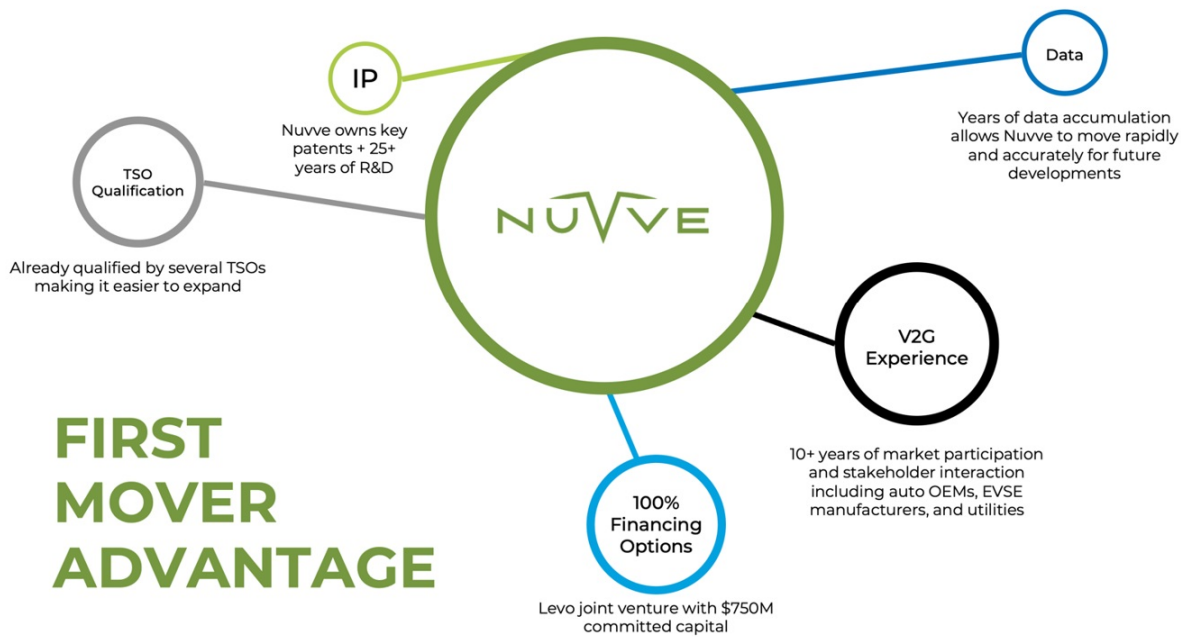 IP
Nuvve owns key
patents + 25+
years of R&D
Data
Years of data accumulation
allows Nuvve to move rapidly
and accurately for future
developments
TSO
Qualification
Already qualified by several TSOs
making it easier to expand
NUVVE
V2G
Experience
10+ years of market participation
and stakeholder interaction
including auto OEMs, EVSE
manufacturers, and utilities
100%
Financing
Options
Levo joint venture with $750M
committed capital
FIRST
MOVER
ADVANTAGE